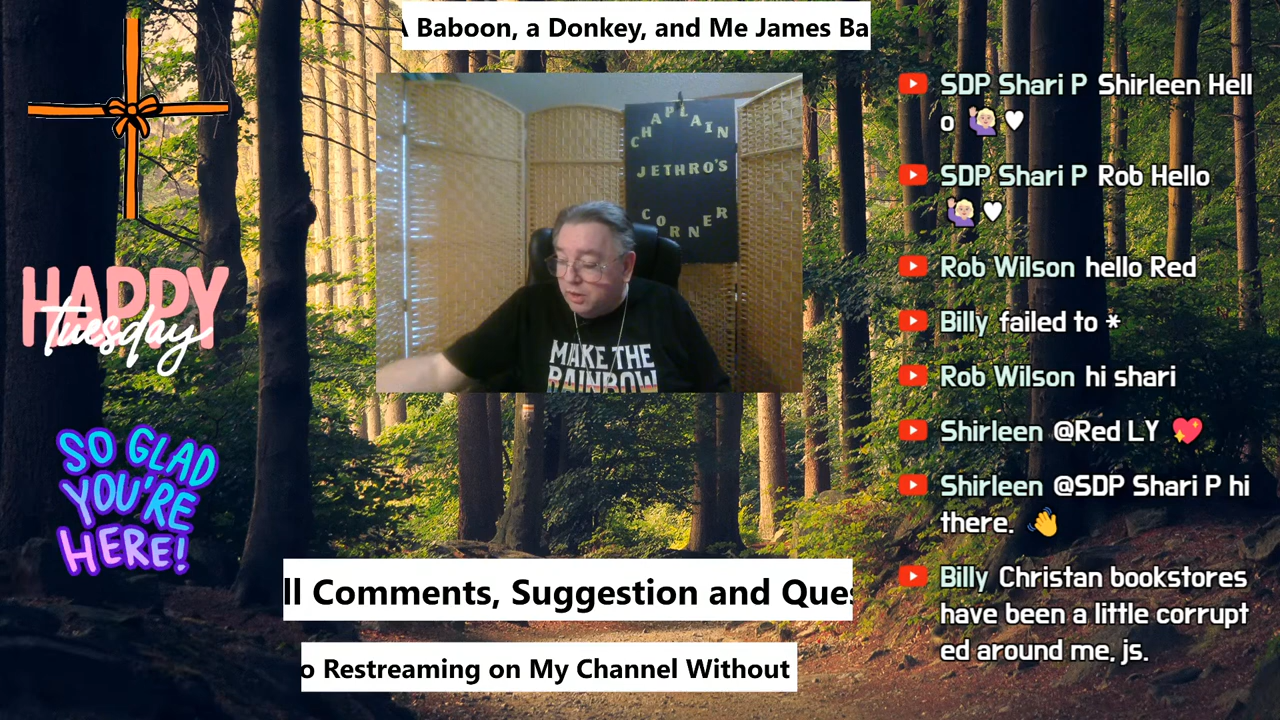 A Baboon, a Donkey, and Me James Ba
CHAPLAIN
JETHRO'S
CORNER
MAKE THE
RAINBOW
HAPPY
Tuesday
SO GLAD
YOU'RE
HERE!
ll Comments, Suggestion and Ques
o Restreaming on My Channel Without
SDP Shari P Shirleen Hell
o
SDP Shari P Rob Hello
Rob Wilson hello Red
Billy failed to *
Rob Wilson hi shari
Shirleen @Red LY 💖
Shirleen @SDP Shari P hi
there. 👋
Billy Christan bookstores
have been a little corrupt
ed around me, js.